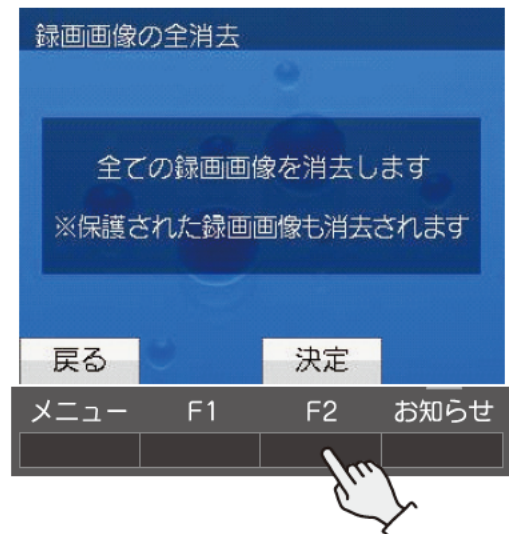 録画画像の全消去
全ての録画画像を消去します
※保護された録画画像も消去されます
戻る 決定
メニュー F1 F2 お知らせ